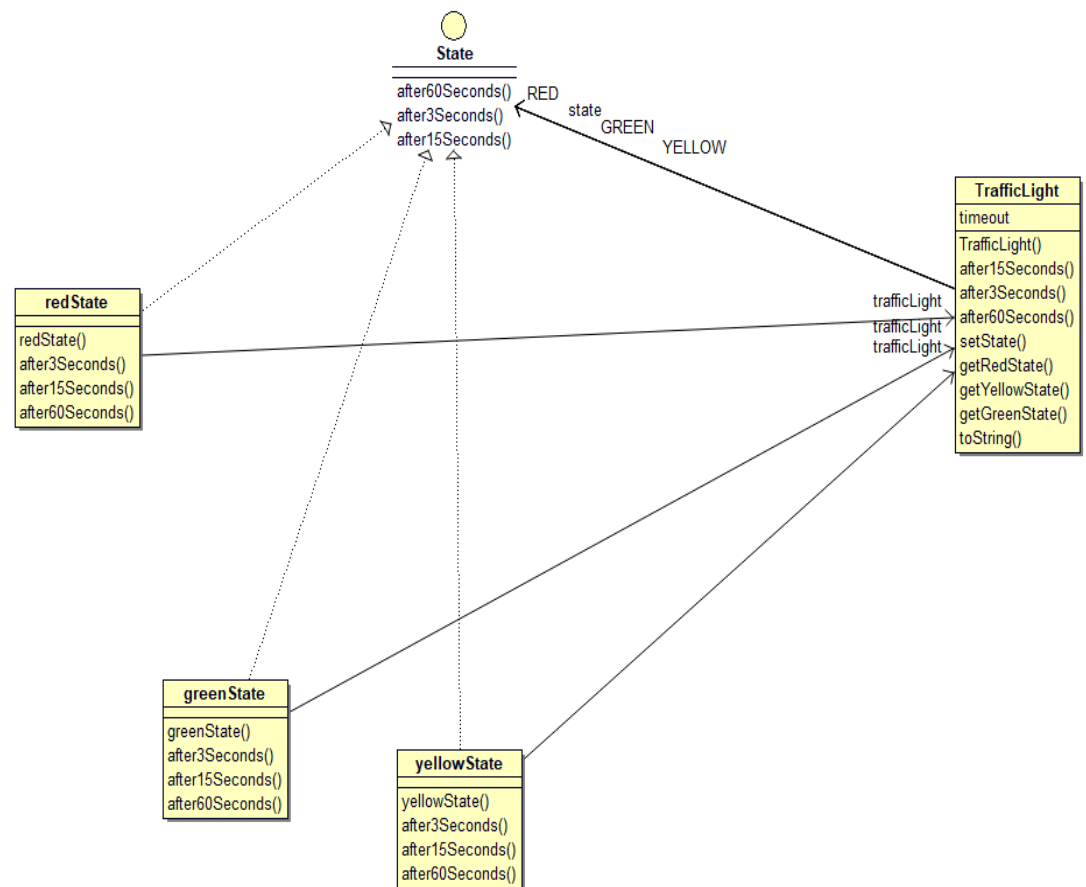 State
after60Seconds()
after3Seconds()
after15Seconds()
RED
state
GREEN
YELLOW
TrafficLight
timeout
TrafficLight()
after15Seconds()
after3Seconds()
after60Seconds()
setState()
getRedState()
getYellowState()
getGreenState()
toString()
trafficLight
trafficLight
trafficLight
redState
redState()
after3Seconds()
after15Seconds()
after60Seconds()
greenState
greenState()
after3Seconds()
after15Seconds()
after60Seconds()
yellowState
yellowState()
after3Seconds()
after15Seconds()
after60Seconds()